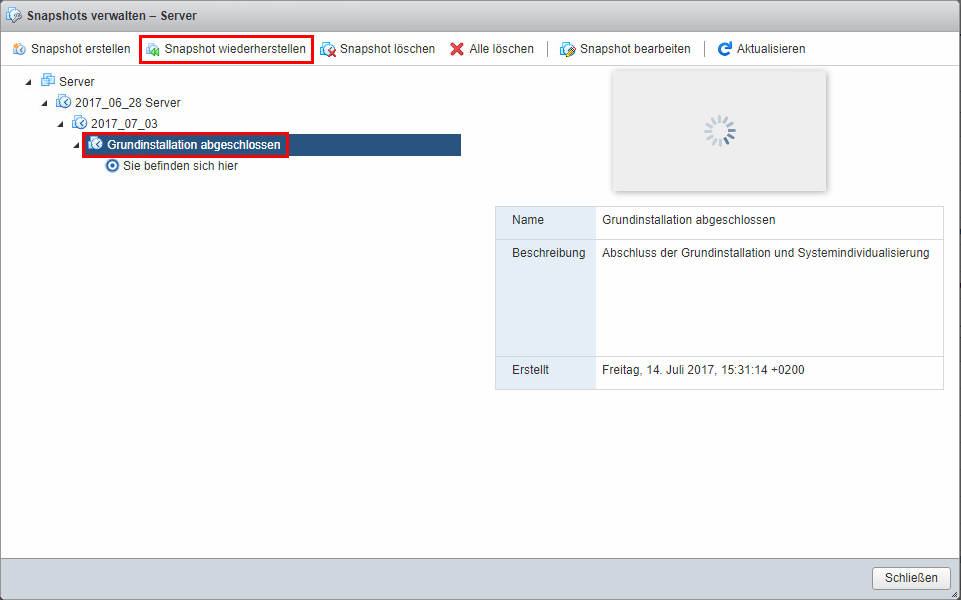 Snapshots verwalten – Server
Snapshot erstellen Snapshot wiederherstellen Snapshot löschen Alle löschen Snapshot bearbeiten Aktualisieren
Server
2017_06_28 Server
2017_07_03
Grundinstallation abgeschlossen
Sie befinden sich hier
Name Grundinstallation abgeschlossen
Beschreibung Abschluss der Grundinstallation und Systemindividualisierung
Erstellt Freitag, 14. Juli 2017, 15:31:14 +0200
Schließen